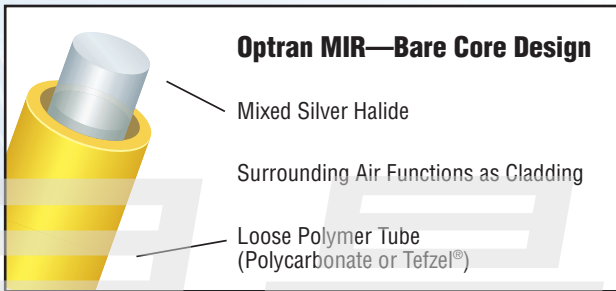 Optran MIR—Bare Core Design
Mixed Silver Halide
Surrounding Air Functions as Cladding
Loose Polymer Tube
(Polycarbonate or Tefzel®)